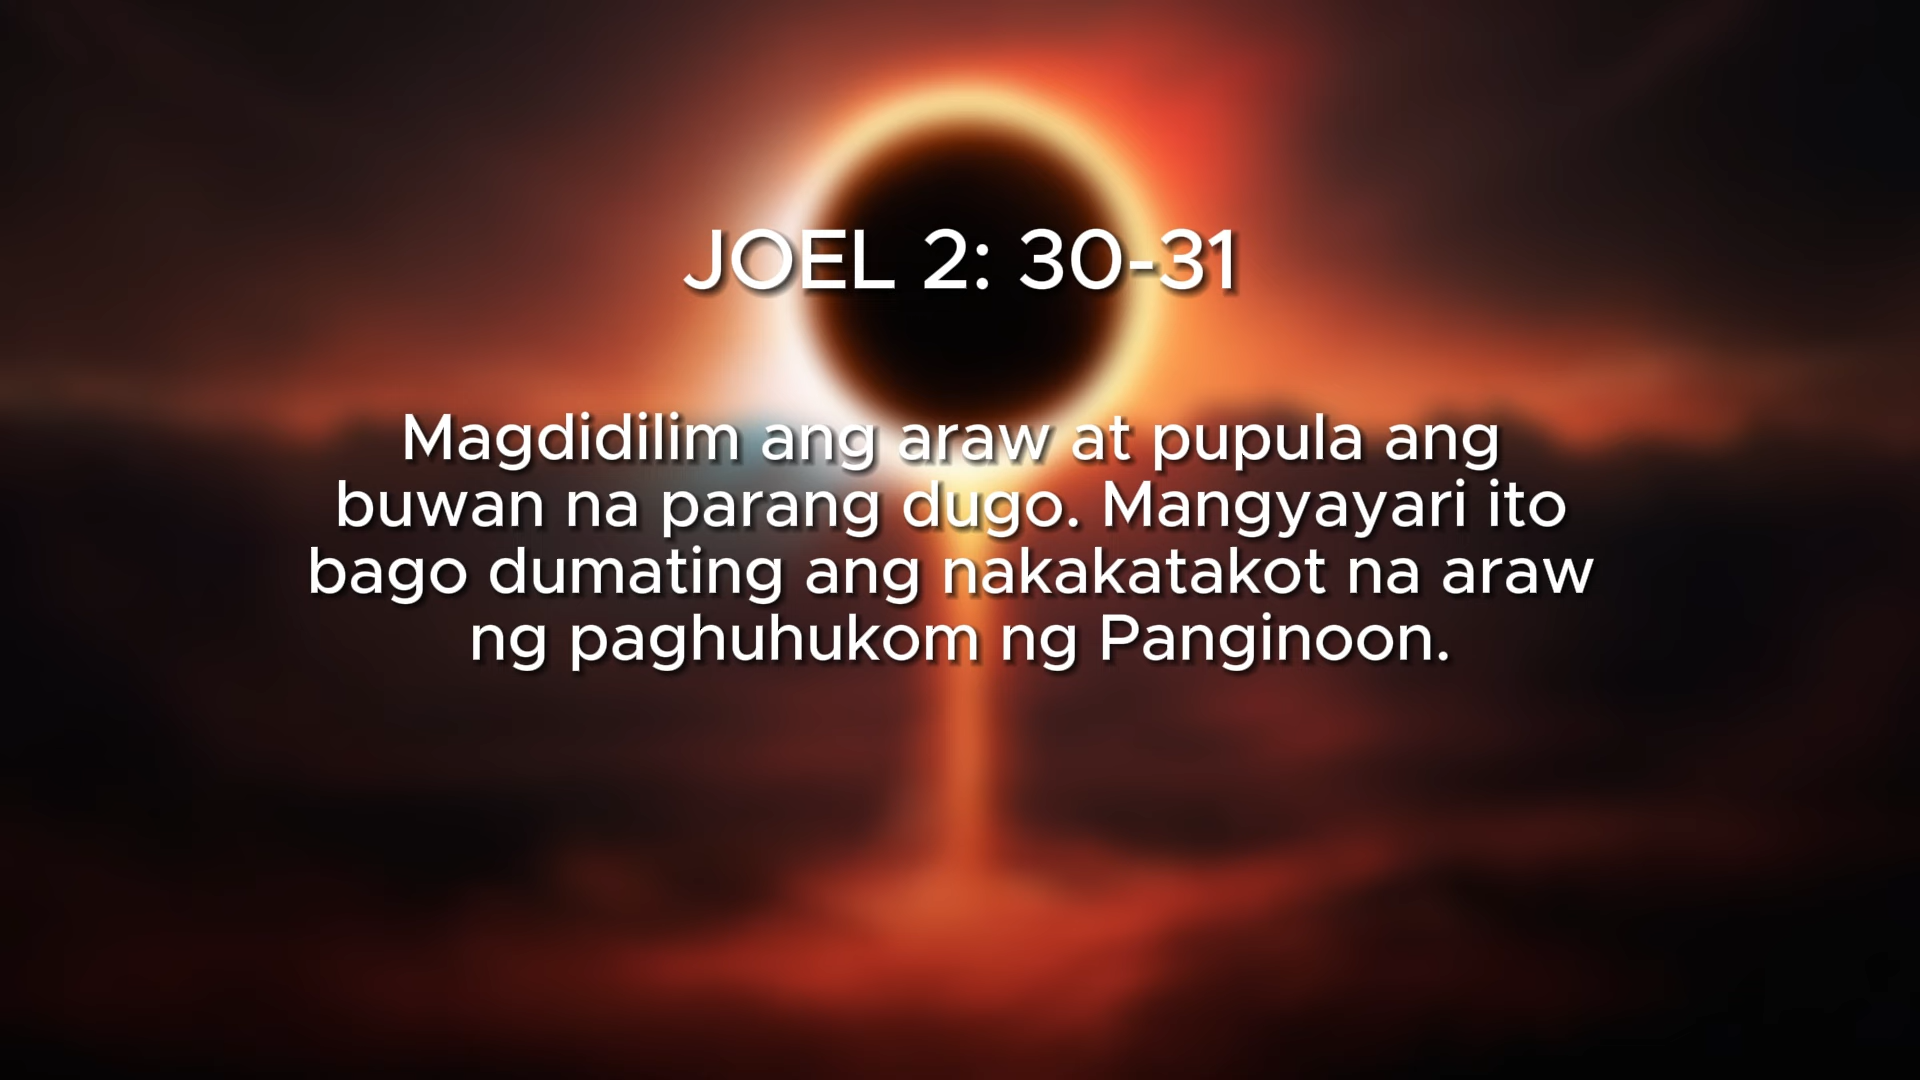 JOEL 2: 30-31
Magdidilim ang araw at pupula ang
buwan na parang dugo. Mangyayari ito
bago dumating ang nakakatakot na araw
ng paghuhukom ng Panginoon.